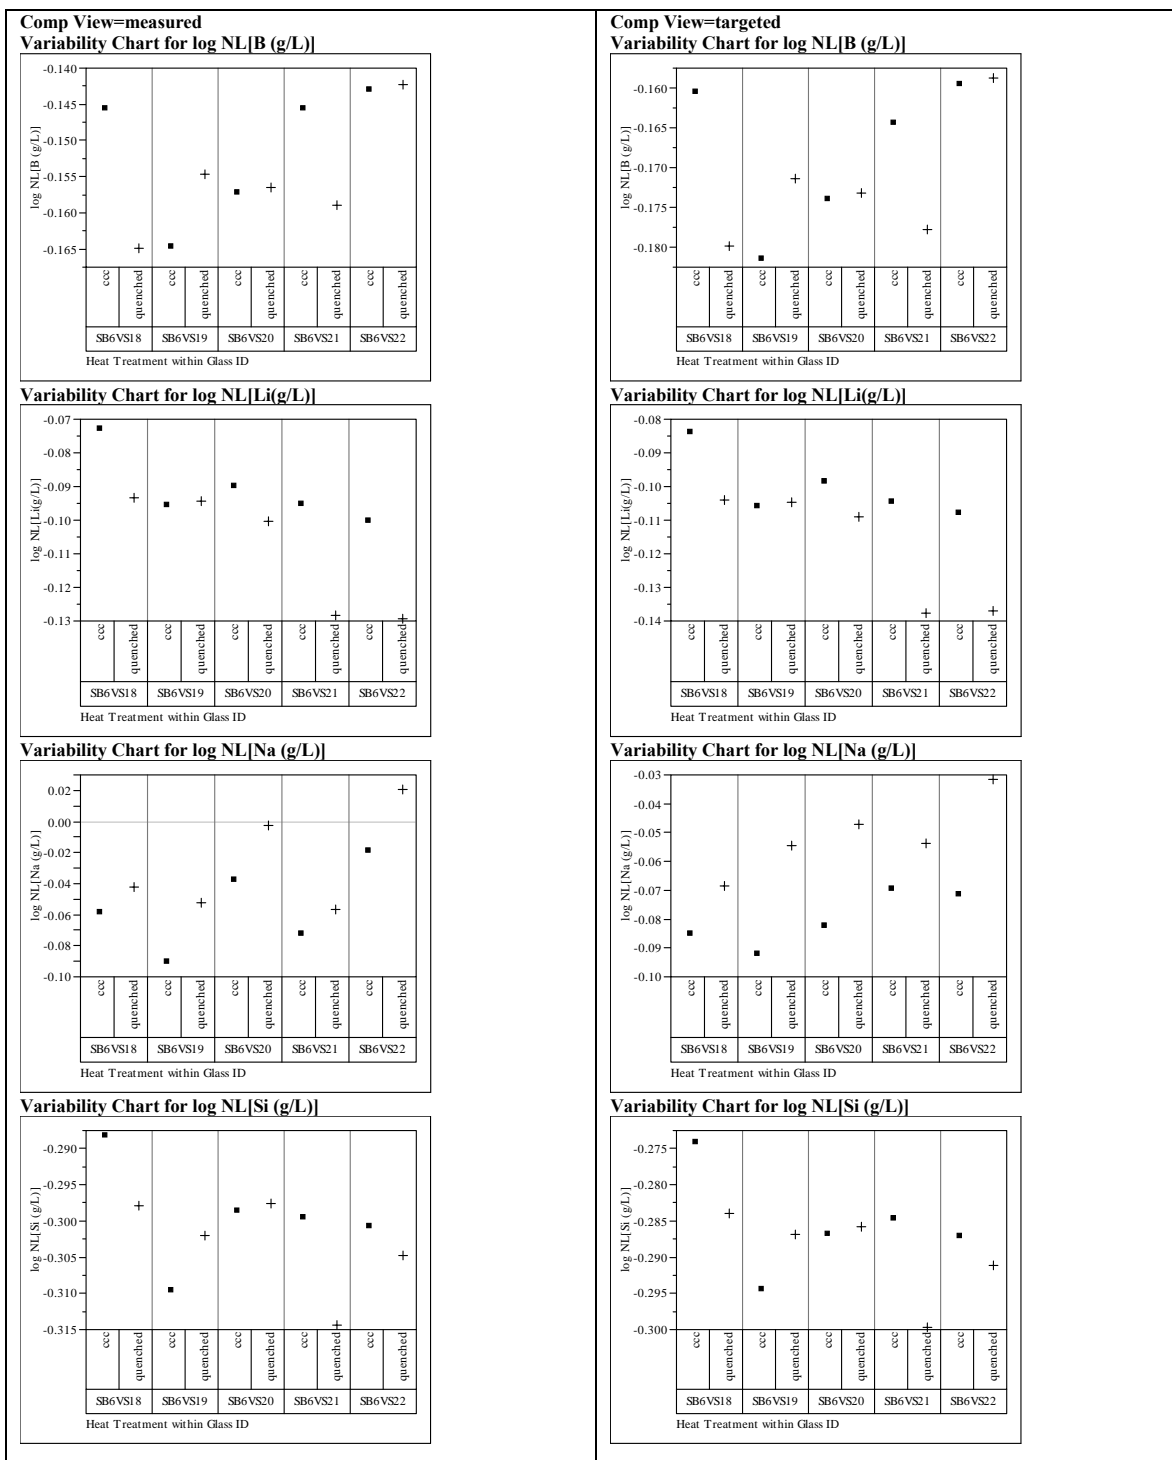 Comp View=measured
Variability Chart for log NL[B (g/L)]
log NL[B (g/L)]
-0.140
-0.145
-0.150
-0.155
-0.160
-0.165
ccc quenched ccc quenched ccc quenched ccc quenched ccc quenched
SB6VS18 SB6VS19 SB6VS20 SB6VS21 SB6VS22
Heat Treatment within Glass ID
Variability Chart for log NL[Li(g/L)]
log NL[Li(g/L)]
-0.07
-0.08
-0.09
-0.10
-0.11
-0.12
-0.13
ccc quenched ccc quenched ccc quenched ccc quenched ccc quenched
SB6VS18 SB6VS19 SB6VS20 SB6VS21 SB6VS22
Heat Treatment within Glass ID
Variability Chart for log NL[Na (g/L)]
log NL[Na (g/L)]
0.02
0.00
-0.02
-0.04
-0.06
-0.08
-0.10
ccc quenched ccc quenched ccc quenched ccc quenched ccc quenched
SB6VS18 SB6VS19 SB6VS20 SB6VS21 SB6VS22
Heat Treatment within Glass ID
Variability Chart for log NL[Si (g/L)]
log NL[Si (g/L)]
-0.290
-0.295
-0.300
-0.305
-0.310
-0.315
ccc quenched ccc quenched ccc quenched ccc quenched ccc quenched
SB6VS18 SB6VS19 SB6VS20 SB6VS21 SB6VS22
Heat Treatment within Glass ID
Comp View=targeted
Variability Chart for log NL[B (g/L)]
log NL[B (g/L)]
-0.160
-0.165
-0.170
-0.175
-0.180
ccc quenched ccc quenched ccc quenched ccc quenched ccc quenched
SB6VS18 SB6VS19 SB6VS20 SB6VS21 SB6VS22
Heat Treatment within Glass ID
Variability Chart for log NL[Li(g/L)]
log NL[Li(g/L)]
-0.08
-0.09
-0.10
-0.11
-0.12
-0.13
-0.14
ccc quenched ccc quenched ccc quenched ccc quenched ccc quenched
SB6VS18 SB6VS19 SB6VS20 SB6VS21 SB6VS22
Heat Treatment within Glass ID
Variability Chart for log NL[Na (g/L)]
log NL[Na (g/L)]
-0.03
-0.04
-0.05
-0.06
-0.07
-0.08
-0.09
-0.10
ccc quenched ccc quenched ccc quenched ccc quenched ccc quenched
SB6VS18 SB6VS19 SB6VS20 SB6VS21 SB6VS22
Heat Treatment within Glass ID
Variability Chart for log NL[Si (g/L)]
log NL[Si (g/L)]
-0.275
-0.280
-0.285
-0.290
-0.295
-0.300
ccc quenched ccc quenched ccc quenched ccc quenched ccc quenched
SB6VS18 SB6VS19 SB6VS20 SB6VS21 SB6VS22
Heat Treatment within Glass ID